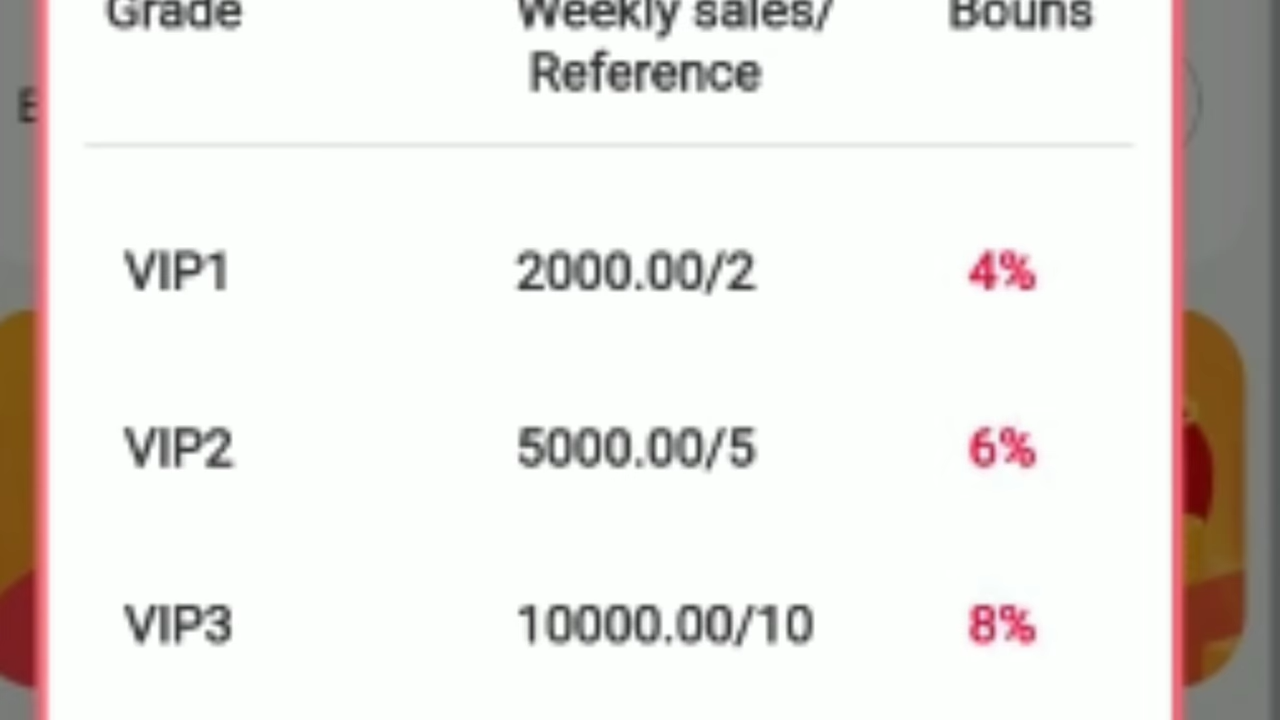 Grade Weekly sales/ Bouns
Reference
E
VIP1 2000.00/2 4%
VIP2 5000.00/5 6%
VIP3 10000.00/10 8%